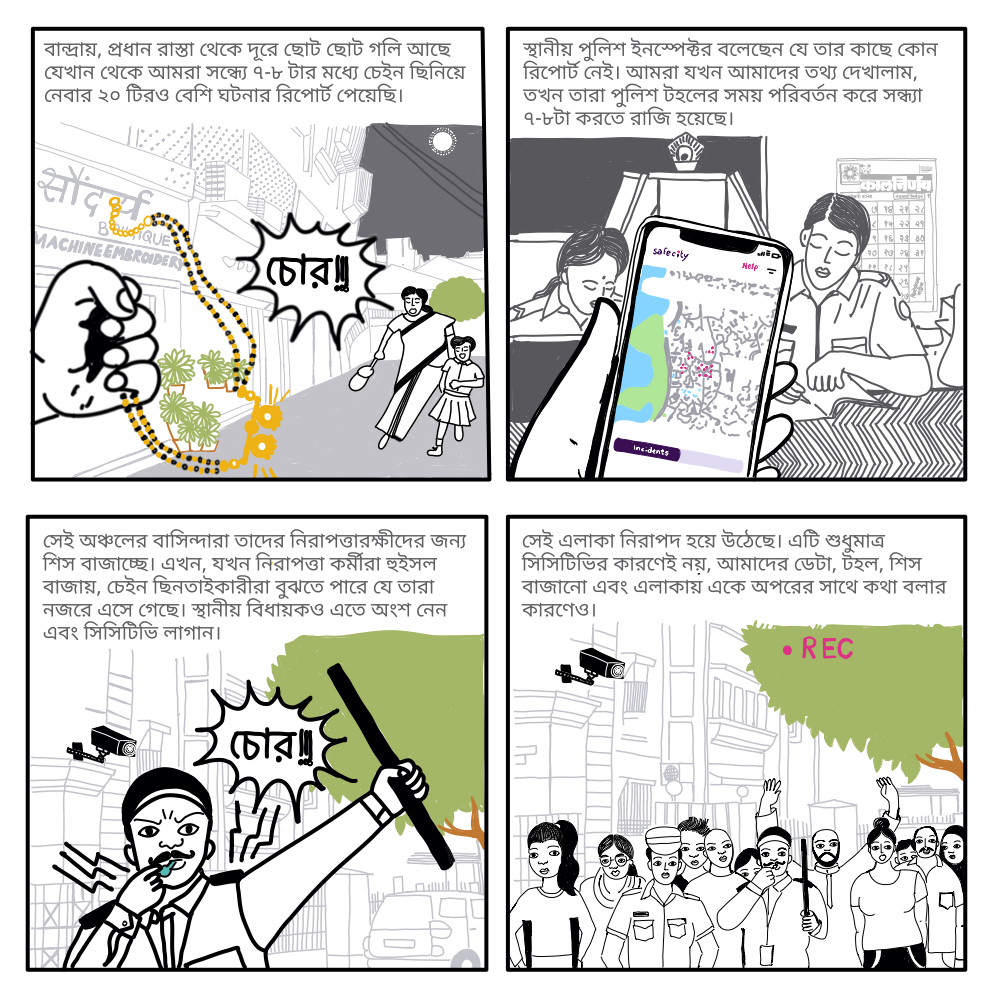 বান্দ্রায়, প্রধান রাস্তা থেকে দূরে ছোট ছোট গলি আছে
যেখান থেকে আমরা সন্ধ্যে ৭-৮ টার মধ্যে চেইন ছিনিয়ে
নেবার ২০ টিরও বেশি ঘটনার রিপোর্ট পেয়েছি।
सौंदर्य
BOUTIQUE
MACHINE EMBROIDERY
চোর!!!
স্থানীয় পুলিশ ইনস্পেক্টর বলেছেন যে তার কাছে কোন
রিপোর্ট নেই। আমরা যখন আমাদের তথ্য দেখালাম,
তখন তারা পুলিশ টহলের সময় পরিবর্তন করে সন্ধ্যা
৭-৮টা করতে রাজি হয়েছে।
कालनिर्णय
safecity
Help
Incidents
সেই অঞ্চলের বাসিন্দারা তাদের নিরাপত্তারক্ষীদের জন্য
শিস বাজাচ্ছে। এখন, যখন নিরাপত্তা কর্মীরা হুইসল
বাজায়, চেইন ছিনতাইকারীরা বুঝতে পারে যে তারা
নজরে এসে গেছে। স্থানীয় বিধায়কও এতে অংশ নেন
এবং সিসিটিভি লাগান।
চোর!!!
সেই এলাকা নিরাপদ হয়ে উঠেছে। এটি শুধুমাত্র
সিসিটিভির কারণেই নয়, আমাদের ডেটা, টহল, শিস
বাজানো এবং এলাকায় একে অপরের সাথে কথা বলার
কারণেও।
REC